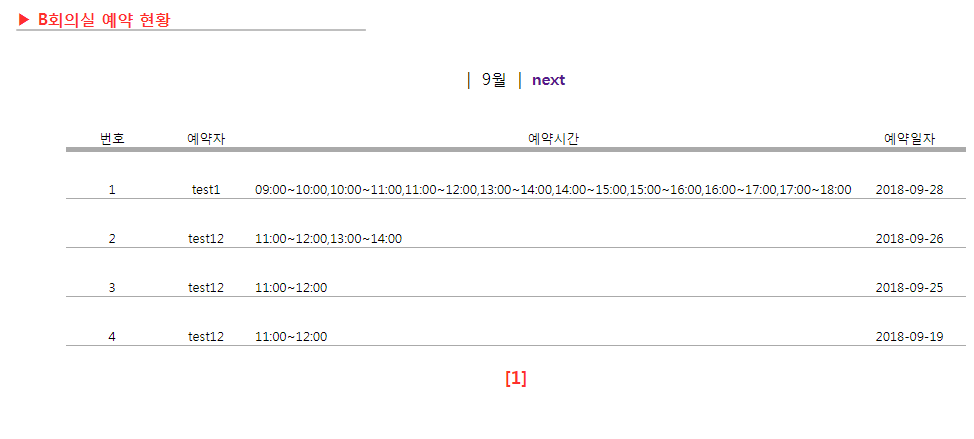 ▶ B회의실 예약 현황
| 9월 | next
번호 예약자 예약시간 예약일자
1 test1 09:00~10:00,10:00~11:00,11:00~12:00,13:00~14:00,14:00~15:00,15:00~16:00,16:00~17:00,17:00~18:00 2018-09-28
2 test12 11:00~12:00,13:00~14:00 2018-09-26
3 test12 11:00~12:00 2018-09-25
4 test12 11:00~12:00 2018-09-19
[1]